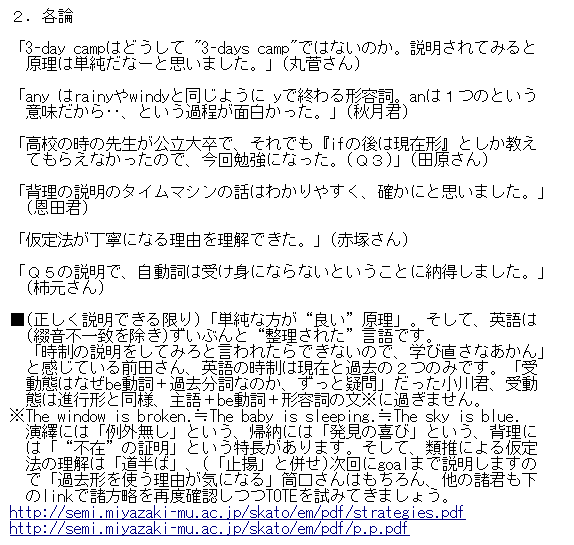 ２．各論
「3-day campはどうして "3-days camp"ではないのか。説明されてみると
原理は単純だなーと思いました。」（丸菅さん）
「any はrainyやwindyと同じように yで終わる形容詞。anは１つのという
意味だから‥、という過程が面白かった。」（秋月君）
「高校の時の先生が公立大卒で、それでも『ifの後は現在形』としか教え
てもらえなかったので、今回勉強になった。（Ｑ３）」（田原さん）
「背理の説明のタイムマシンの話はわかりやすく、確かにと思いました。」
（恩田君）
「仮定法が丁寧になる理由を理解できた。」（赤塚さん）
「Ｑ５の説明で、自動詞は受け身にならないということに納得しました。」
（柿元さん）
■（正しく説明できる限り）「単純な方が“良い”原理」。そして、英語は
（綴音不一致を除き）ずいぶんと“整理された”言語です。
「時制の説明をしてみろと言われたらできないので、学び直さなあかん」
と感じている前田さん、英語の時制は現在と過去の２つのみです。「受
動態はなぜbe動詞＋過去分詞なのか、ずっと疑問」だった小川君、受動
態は進行形と同様、主語＋be動詞＋形容詞の文※に過ぎません。
※The window is broken.≒The baby is sleeping.≒The sky is blue.
演繹には「例外無し」という、帰納には「発見の喜び」という、背理に
は「“不在”の証明」という特長があります。そして、類推による仮定
法の理解は「道半ば」、（「止揚」と併せ）次回にgoalまで説明しますの
で「過去形を使う理由が気になる」筒口さんはもちろん、他の諸君も下
のlinkで諸方略を再度確認しつつTOTEを試みてきましょう。
http://semi.miyazaki-mu.ac.jp/skato/em/pdf/strategies.pdf
http://semi.miyazaki-mu.ac.jp/skato/em/pdf/p.p.pdf